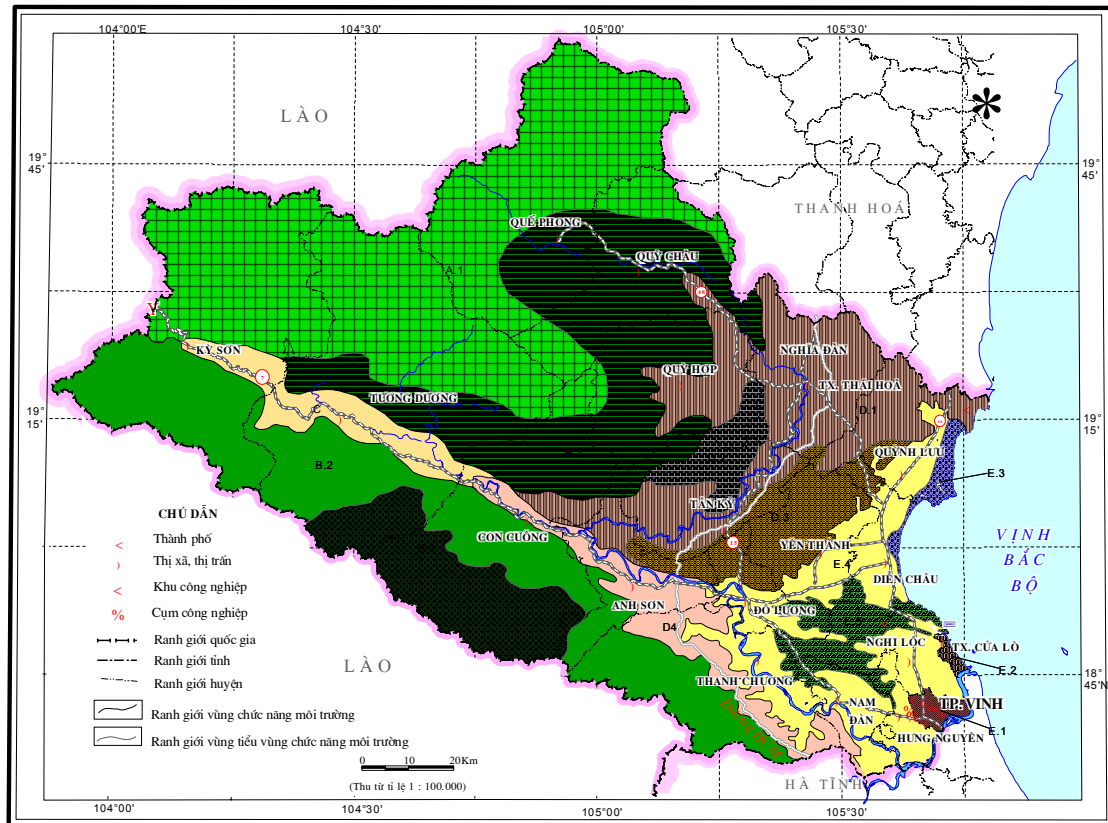 104°00'E
104°30'
105°00'
105°30'
LÀO
19°
45'
19°
45'
THANH HOÁ
QUẾ PHONG
QUỲ CHÂU
A.1
48
V
NGHĨA ĐÀN
KỲ SƠN
QUỲ HỢP
7
TX. THÁI HOÀ
TƯƠNG DƯƠNG
D.1
C
19°
15'
19°
15'
QUỲNH LƯU
B.2
E.3
CHÚ DẪN
TÂN KỲ
D.3
Thành phố
CON CUÔNG
15
YÊN THÀNH
VỊNH
BẮC
BỘ
Thị xã, thị trấn
E.4
Khu công nghiệp
DIỄN CHÂU
Cụm công nghiệp
%
ANH SƠN
ĐÔ LƯƠNG
D4
Ranh giới quốc gia
NGHI LỘC
TX. CỬA LÒ
Ranh giới tỉnh
LÀO
E.2
Ranh giới huyện
THANH CHƯƠNG
18°
45'N
NAM
ĐÀN
TP. VINH
Đường HCM
Ranh giới vùng chức năng môi trường
HƯNG NGUYÊN
E.1
Ranh giới vùng tiểu vùng chức năng môi trường
0 10 20Km
(Thu từ tỉ lệ 1 : 100.000)
HÀ TĨNH
104°00'
104°30'
105°00'
105°30'